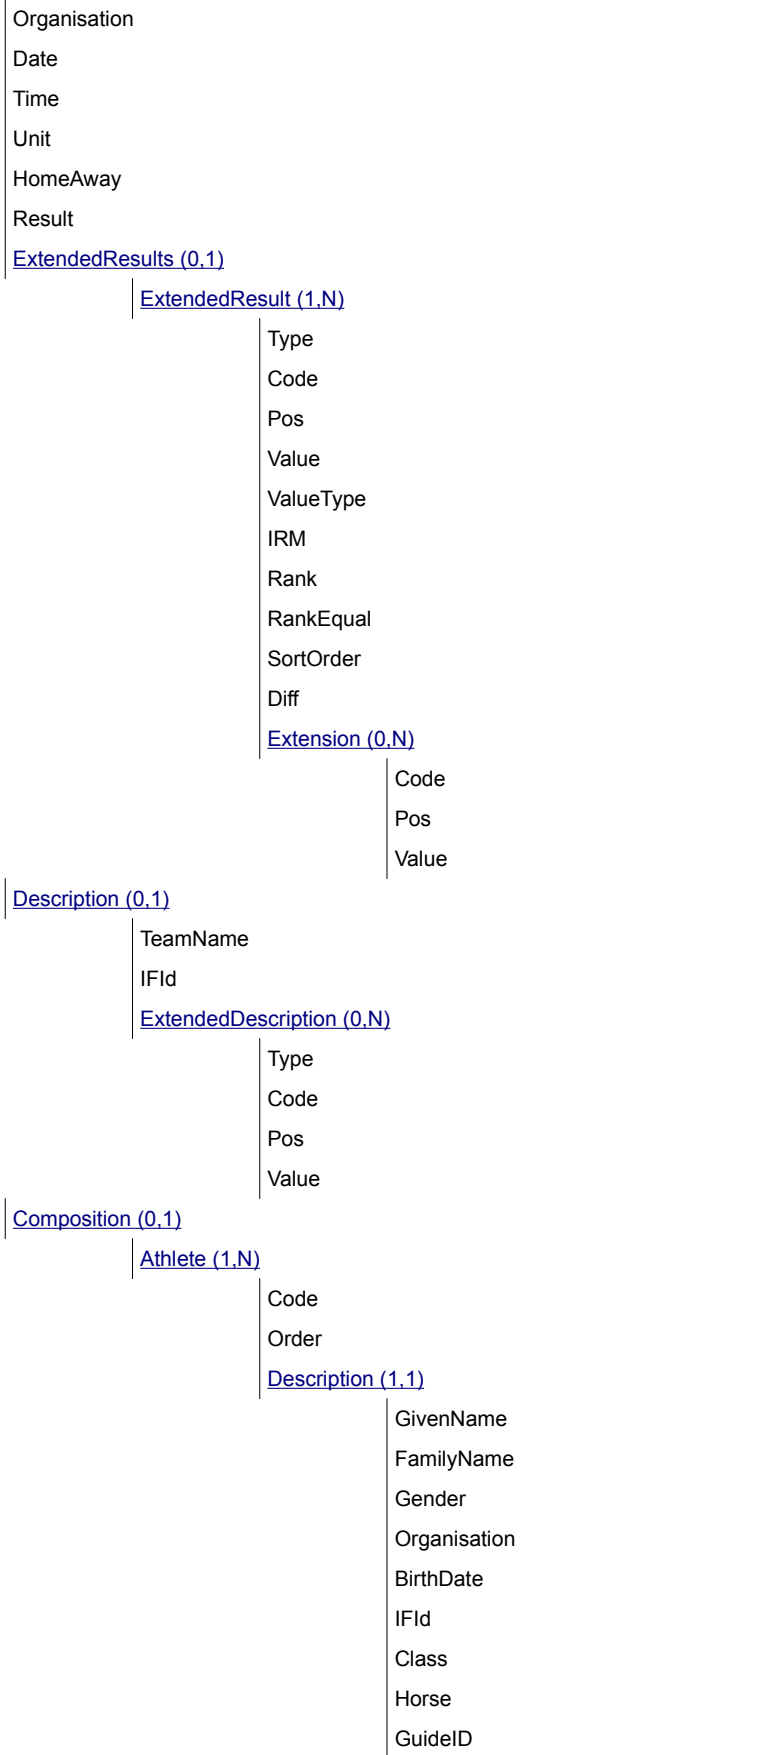 Organisation
Date
Time
Unit
HomeAway
Result
ExtendedResults (0,1)
ExtendedResult (1,N)
Type
Code
Pos
Value
ValueType
IRM
Rank
RankEqual
SortOrder
Diff
Extension (0,N)
Code
Pos
Value
Description (0,1)
TeamName
IFId
ExtendedDescription (0,N)
Type
Code
Pos
Value
Composition (0,1)
Athlete (1,N)
Code
Order
Description (1,1)
GivenName
FamilyName
Gender
Organisation
BirthDate
IFId
Class
Horse
GuideID